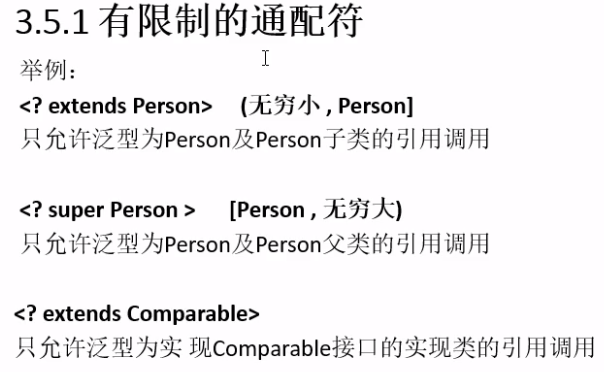 3.5.1 有限制的通配符
举例：
<? extends Person> (无穷小 , Person]
只允许泛型为Person及Person子类的引用调用
<? super Person > [Person , 无穷大)
只允许泛型为Person及Person父类的引用调用
<? extends Comparable>
只允许泛型为实 现Comparable接口的实现类的引用调用